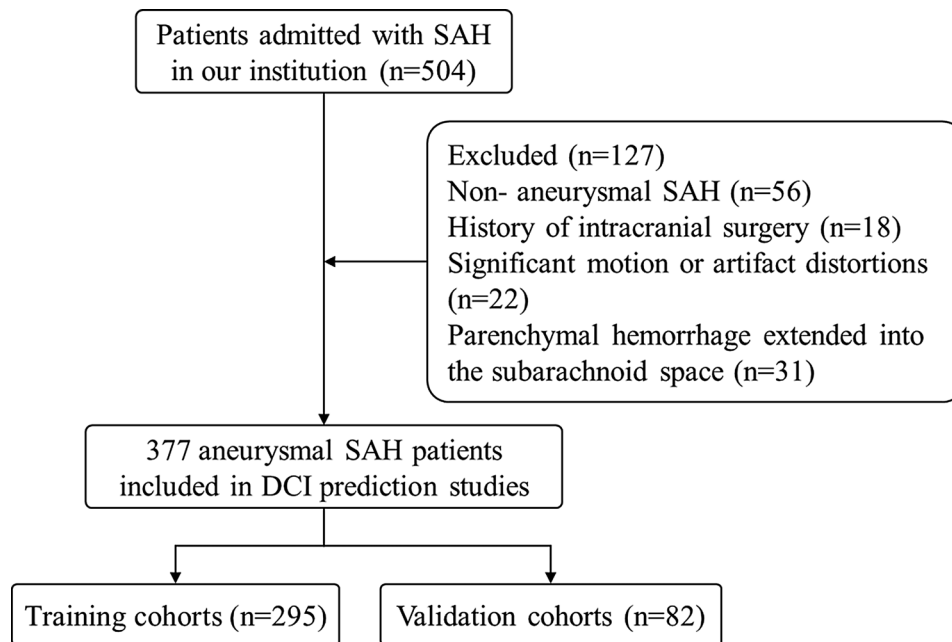 Patients admitted with SAH
in our institution (n=504)
Excluded (n=127)
Non- aneurysmal SAH (n=56)
History of intracranial surgery (n=18)
Significant motion or artifact distortions
(n=22)
Parenchymal hemorrhage extended into
the subarachnoid space (n=31)
377 aneurysmal SAH patients
included in DCI prediction studies
Training cohorts (n=295)
Validation cohorts (n=82)